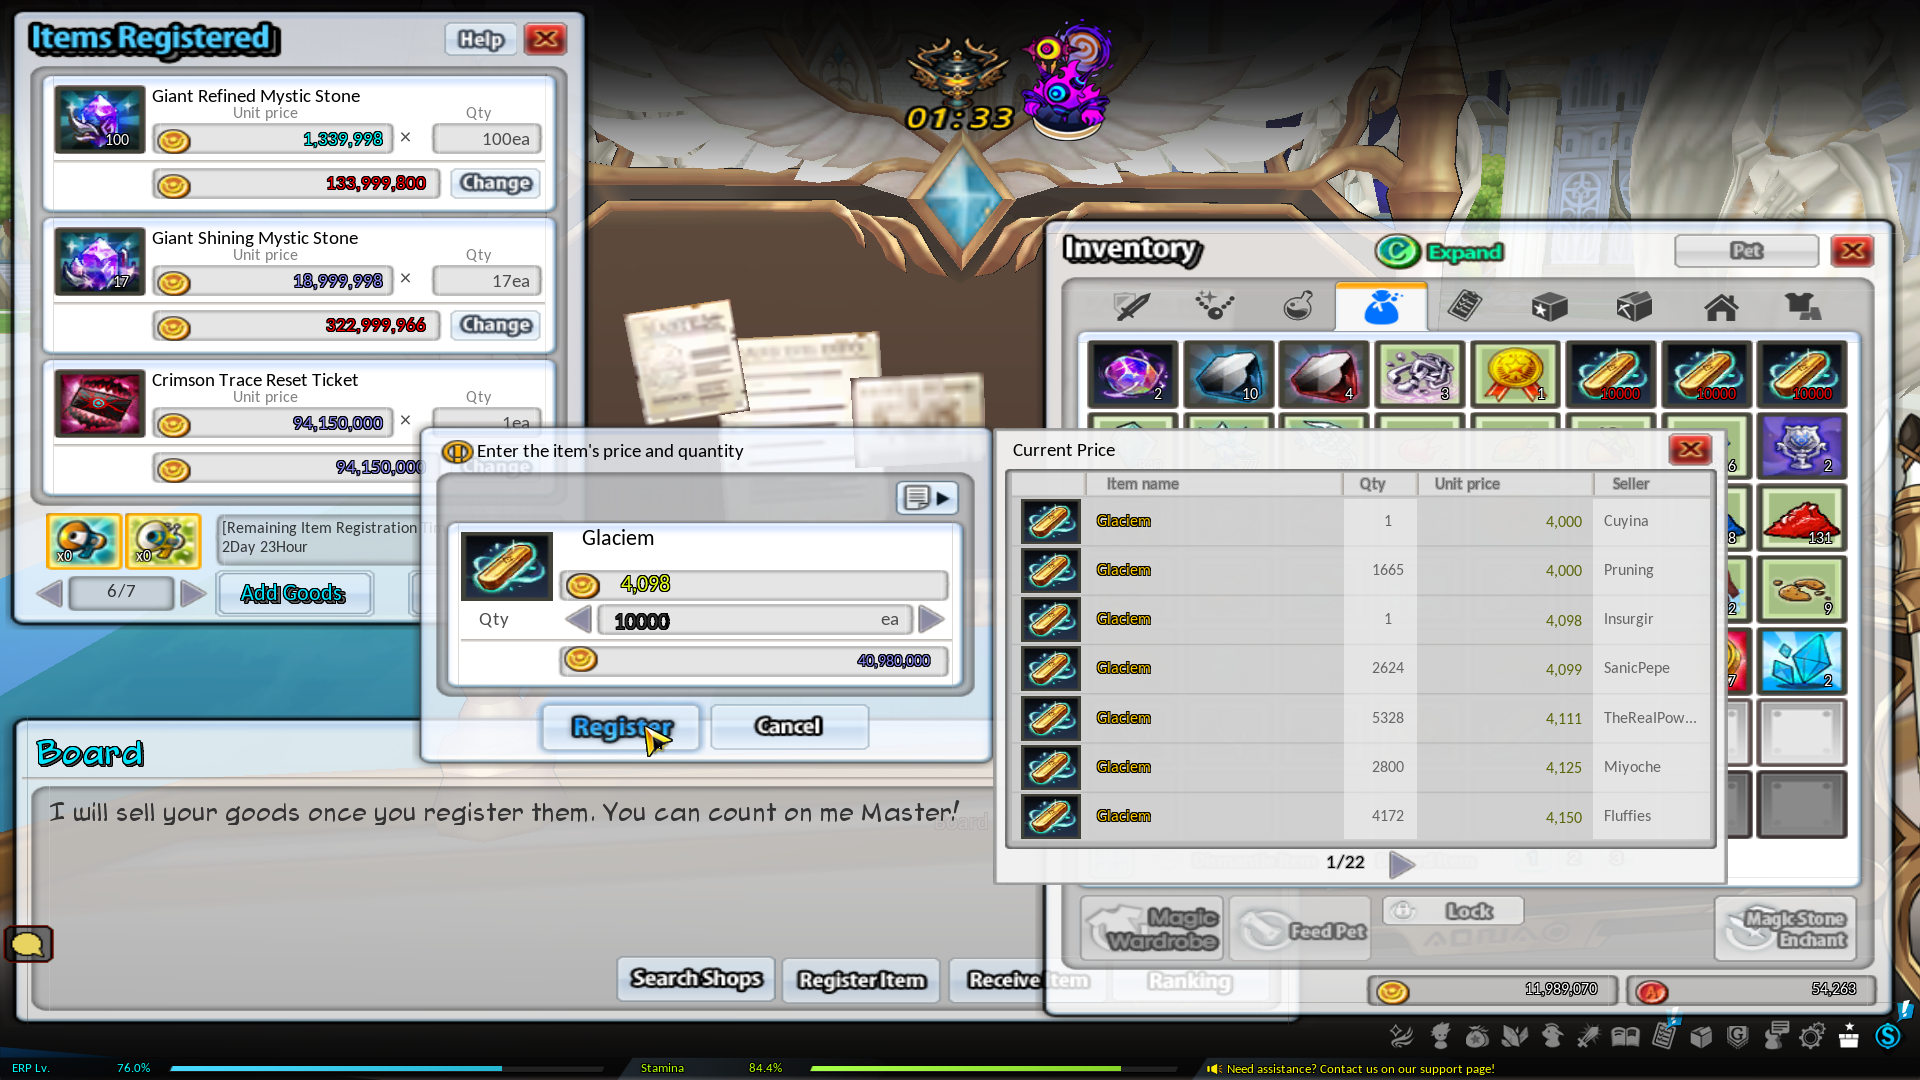 Items Registered
Help
Giant Refined Mystic Stone
Unit price
Qty
100
1,339,998
×
100ea
133,999,800
Change
Giant Shining Mystic Stone
Unit price
Qty
17
18,999,998
×
17ea
322,999,966
Change
Crimson Trace Reset Ticket
Unit price
Qty
94,150,000
×
1ea
94,150,000
Change
x0
x0
[Remaining Item Registration
2Day 23Hour
6/7
Add Goods
01:33
Inventory
Expand
Pet
2
10
4
3
1
10000
10000
10000
6
2
8
131
2
9
7
2
Enter the item's price and quantity
Glaciem
4,098
Qty
10000
ea
40,980,000
Register
Cancel
Current Price
Item name
Qty
Unit price
Seller
Glaciem
1
4,000
Cuyina
Glaciem
1665
4,000
Pruning
Glaciem
1
4,098
Insurgir
Glaciem
2624
4,099
SanicPepe
Glaciem
5328
4,111
TheRealPow...
Glaciem
2800
4,125
Miyoche
Glaciem
4172
4,150
Fluffies
1/22
Board
I will sell your goods once you register them. You can count on me Master!
Search Shops
Register Item
Receive Item
Ranking
Magic Wardrobe
Feed Pet
Lock
Magic Stone Enchant
11,989,070
54,263
ERP Lv.
76.0%
Stamina
84.4%
Need assistance? Contact us on our support page!